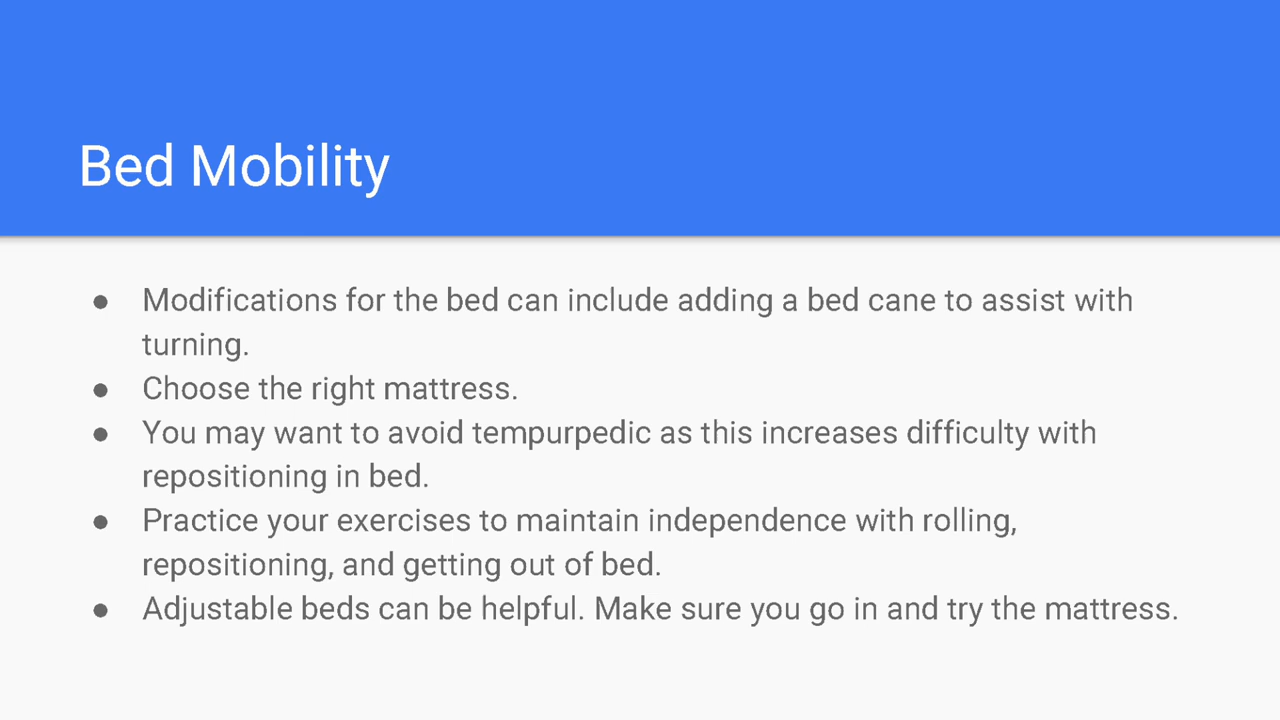 Bed Mobility
● Modifications for the bed can include adding a bed cane to assist with
turning.
● Choose the right mattress.
● You may want to avoid tempurpedic as this increases difficulty with
repositioning in bed.
● Practice your exercises to maintain independence with rolling,
repositioning, and getting out of bed.
● Adjustable beds can be helpful. Make sure you go in and try the mattress.